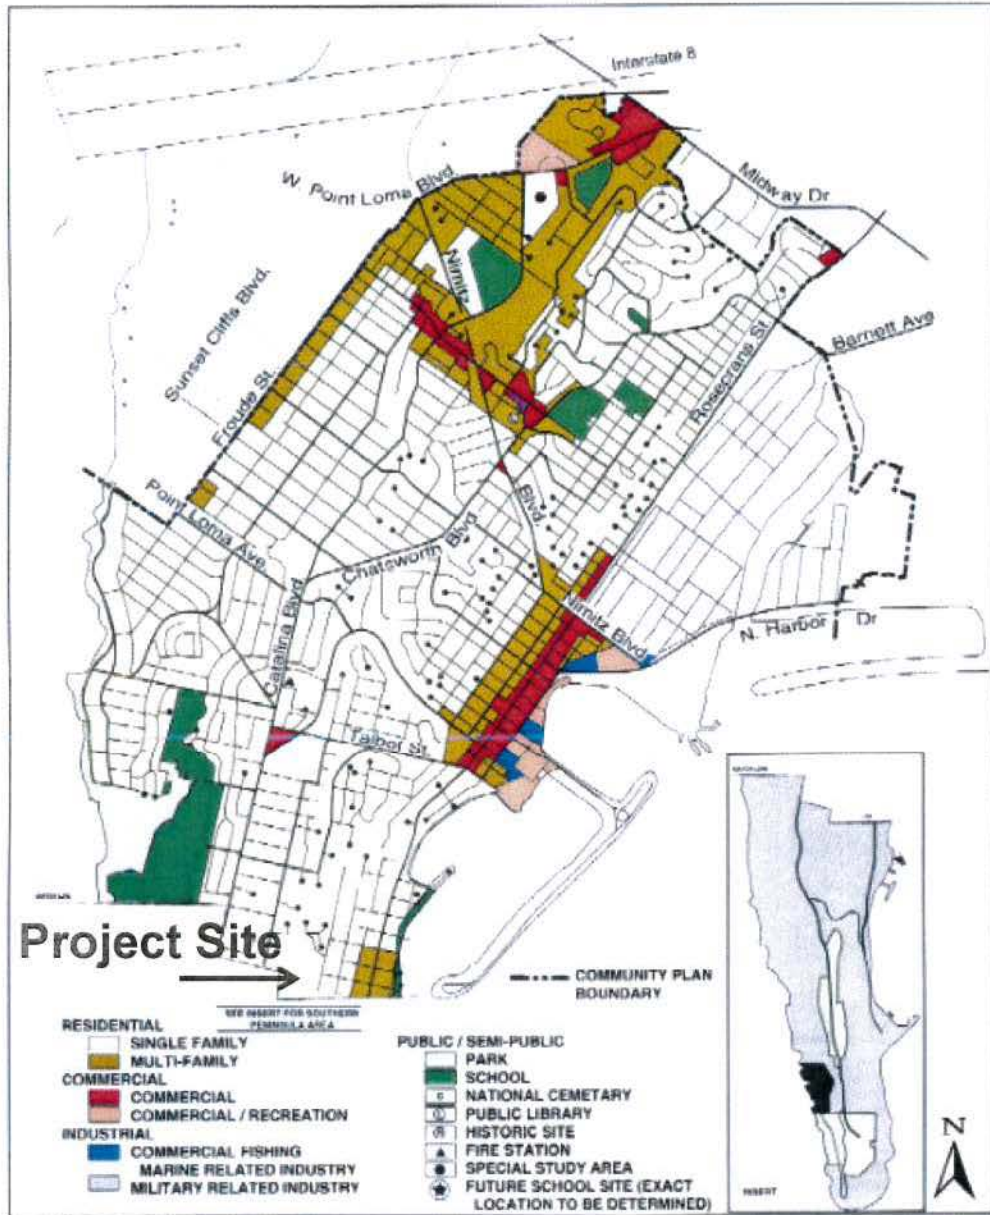 Interstate 8
W. Point Loma Blvd
Midway Dr
Nimitz
Sunset Cliffs Blvd.
Froude St.
Rosecrans St
Barnett Ave
Point Loma Ave
Blvd.
Chatsworth Blvd
Catalina Blvd
Nimitz Blvd
N. Harbor Dr
Talbot St.
Project Site
COMMUNITY PLAN
BOUNDARY
SEE INSERT FOR SOUTHERN
PENINSULA AREA
RESIDENTIAL
SINGLE FAMILY
MULTI-FAMILY
COMMERCIAL
COMMERCIAL
COMMERCIAL / RECREATION
INDUSTRIAL
COMMERCIAL FISHING
MARINE RELATED INDUSTRY
MILITARY RELATED INDUSTRY
PUBLIC / SEMI-PUBLIC
PARK
SCHOOL
NATIONAL CEMETARY
PUBLIC LIBRARY
HISTORIC SITE
FIRE STATION
SPECIAL STUDY AREA
FUTURE SCHOOL SITE (EXACT
LOCATION TO BE DETERMINED)
INSERT
N